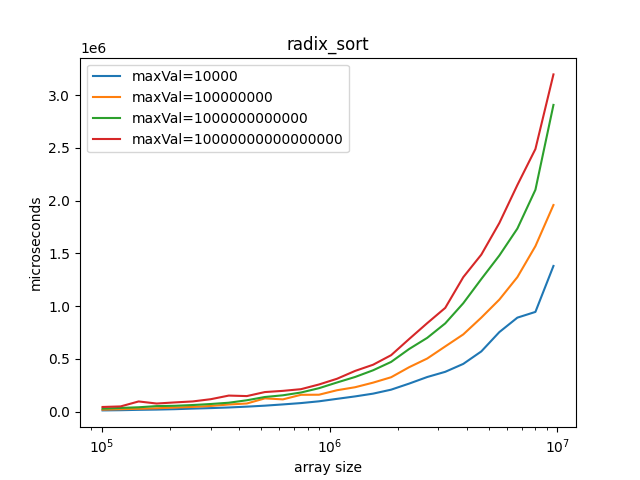 radix_sort
1e6
maxVal=10000
maxVal=100000000
maxVal=1000000000000
maxVal=10000000000000000
3.0
2.5
2.0
1.5
1.0
0.5
0.0
microseconds
10⁵
10⁶
10⁷
array size